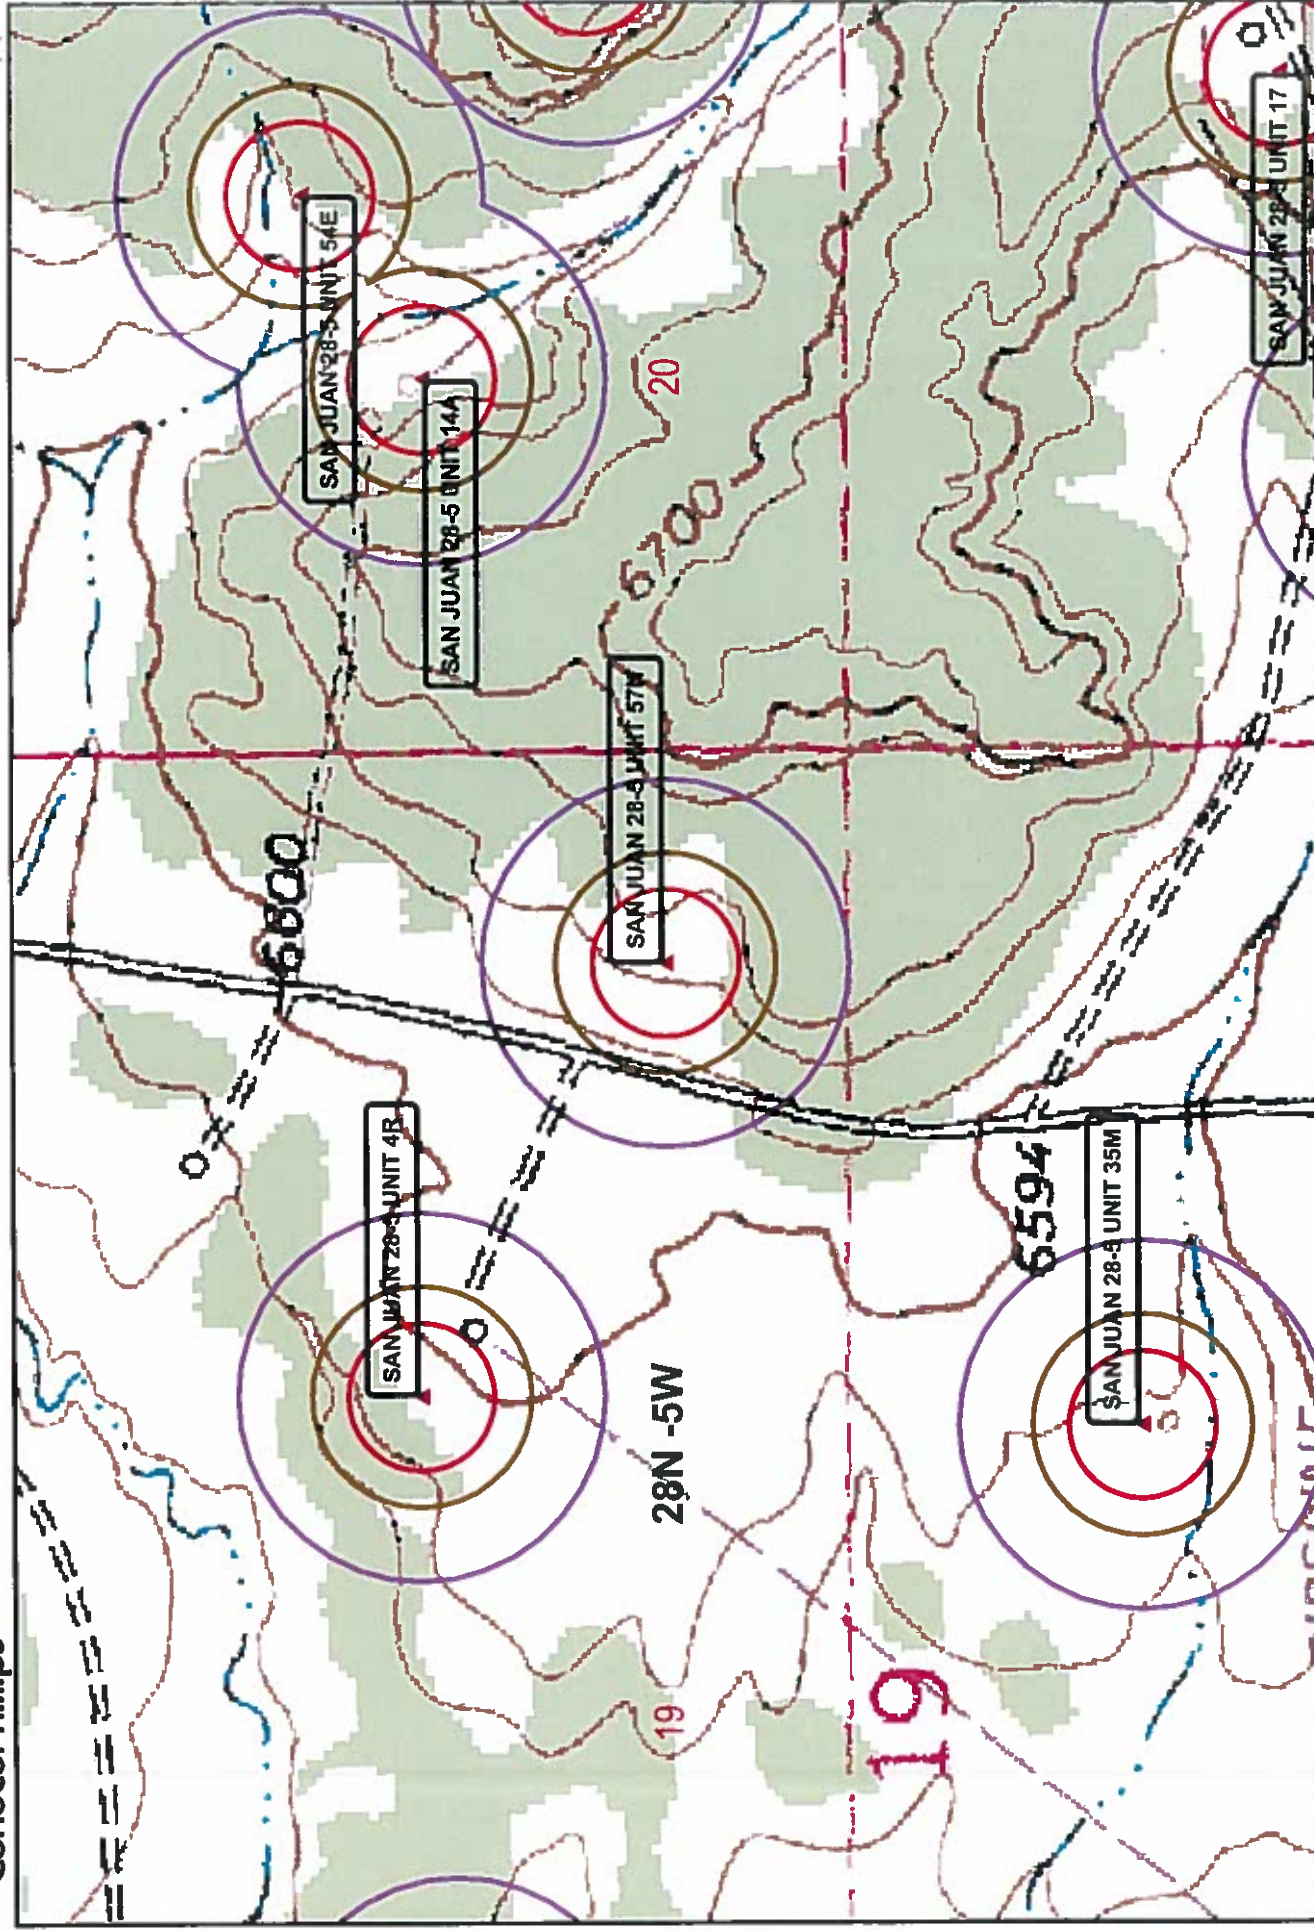 SAN JUAN 28-5 UNIT 4R
SAN JUAN 28-5 UNIT 54E
SAN JUAN 28-5 UNIT 14A
SAN JUAN 28-5 UNIT
SAN JUAN 28-5 UNIT 35M
SAN JUAN 28-5 UNIT 17
6600
6700
6594
28N -5W
19
20
19